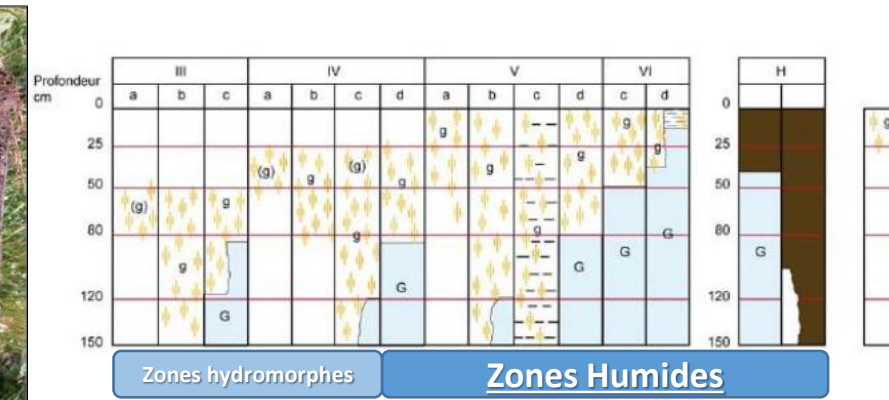 III IV V VI H
Profondeur
cm
a b c a b c d a b c d c d
0 0
g g g
25 25
g (g) (g) g g
(g) g g g
50 50
(g) g
80 g g G 80
g G G G
G
120 120
G
150 150
Zones hydromorphes Zones Humides